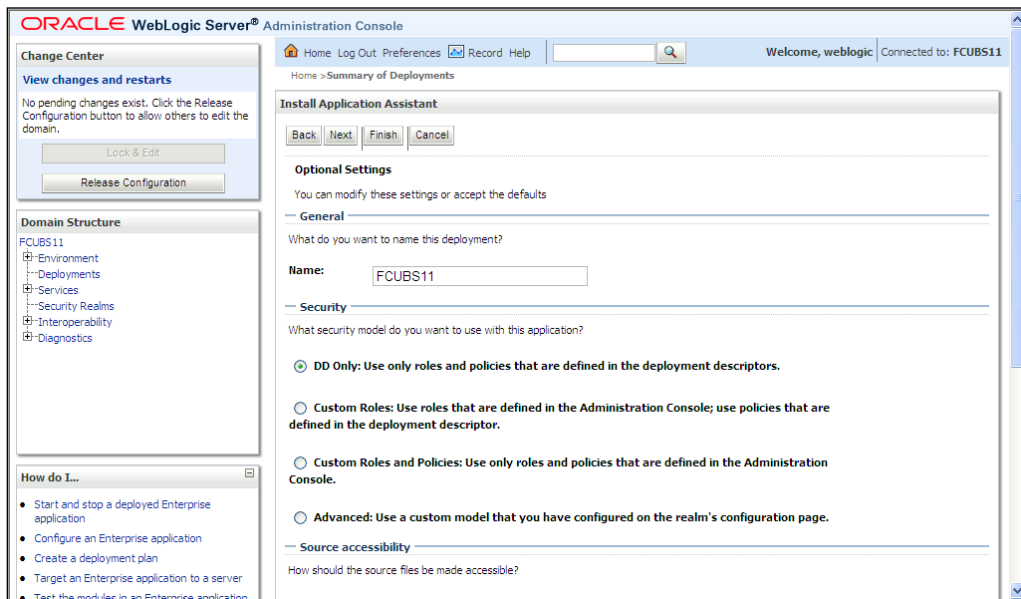 ORACLE WebLogic Server® Administration Console
Change Center
View changes and restarts
No pending changes exist. Click the Release
Configuration button to allow others to edit the
domain.
Lock & Edit
Release Configuration
Domain Structure
FCUBS11
Environment
Deployments
Services
Security Realms
Interoperability
Diagnostics
How do I...
Start and stop a deployed Enterprise
application
Configure an Enterprise application
Create a deployment plan
Target an Enterprise application to a server
Test the modules in an Enterprise application
Home Log Out Preferences Record Help
Welcome, weblogic Connected to: FCUBS11
Home >Summary of Deployments
Install Application Assistant
Back Next Finish Cancel
Optional Settings
You can modify these settings or accept the defaults
General
What do you want to name this deployment?
Name: FCUBS11
Security
What security model do you want to use with this application?
DD Only: Use only roles and policies that are defined in the deployment descriptors.
Custom Roles: Use roles that are defined in the Administration Console; use policies that are
defined in the deployment descriptor.
Custom Roles and Policies: Use only roles and policies that are defined in the Administration
Console.
Advanced: Use a custom model that you have configured on the realm's configuration page.
Source accessibility
How should the source files be made accessible?